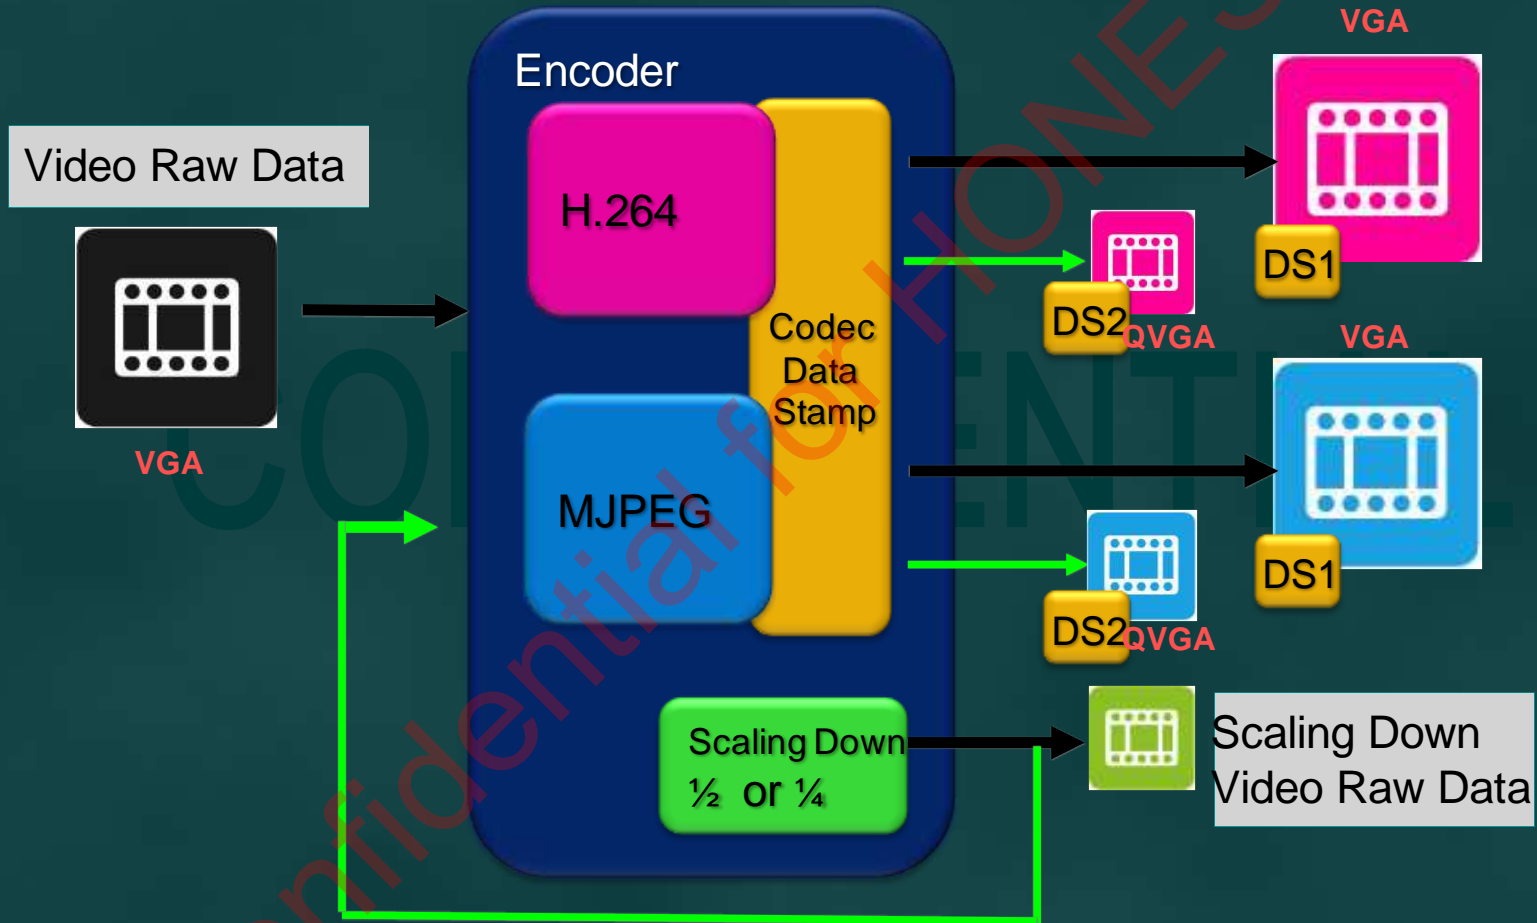 VGA
Encoder
Video Raw Data
H.264
DS1
DS2
QVGA
Codec
Data
Stamp
VGA
VGA
MJPEG
DS1
DS2
QVGA
Scaling Down
½ or ¼
Scaling Down
Video Raw Data